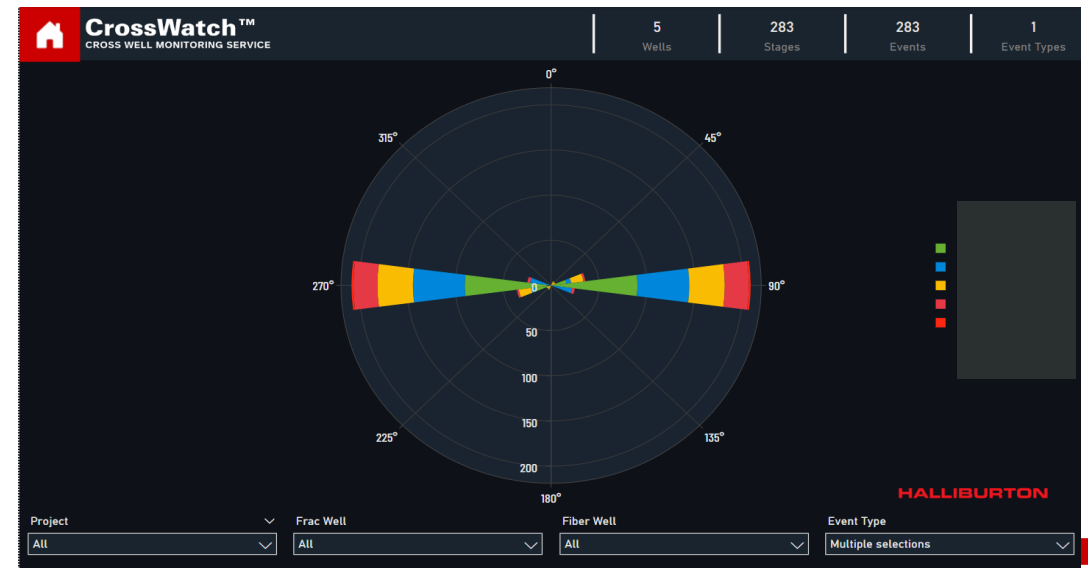 CrossWatch™
CROSS WELL MONITORING SERVICE
5
Wells
283
Stages
283
Events
1
Event Types
0°
315°
45°
270°
90°
0
50
100
150
225°
135°
200
180°
HALLIBURTON
Project
Frac Well
Fiber Well
Event Type
All
All
All
Multiple selections